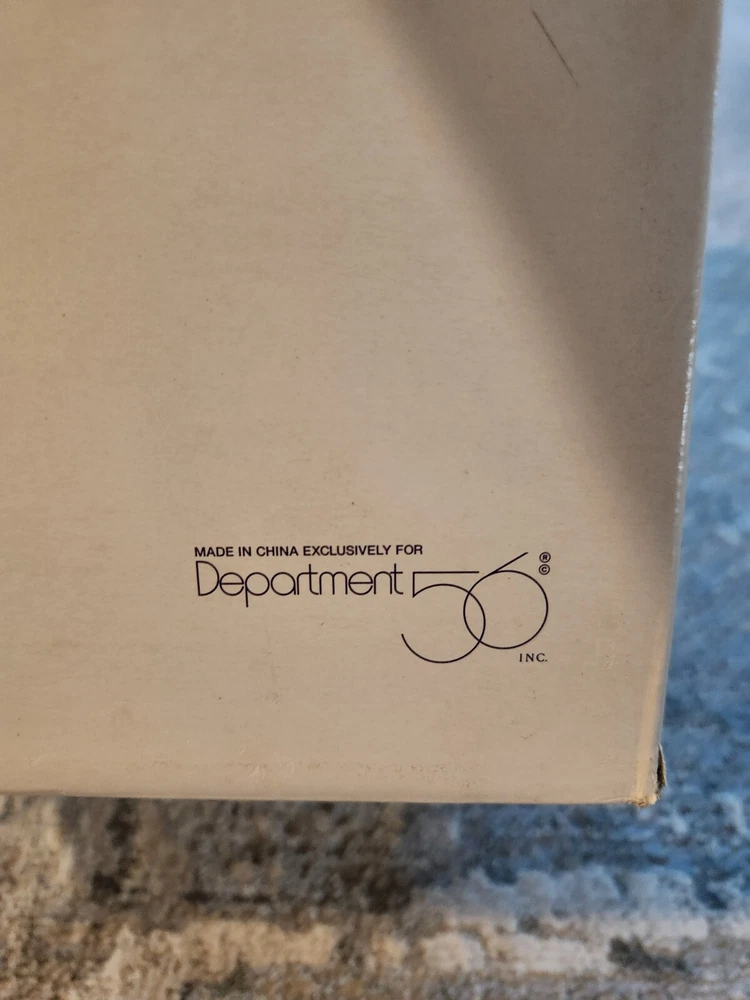 MADE IN CHINA EXCLUSIVELY FOR
Department 56 ® ©
INC.